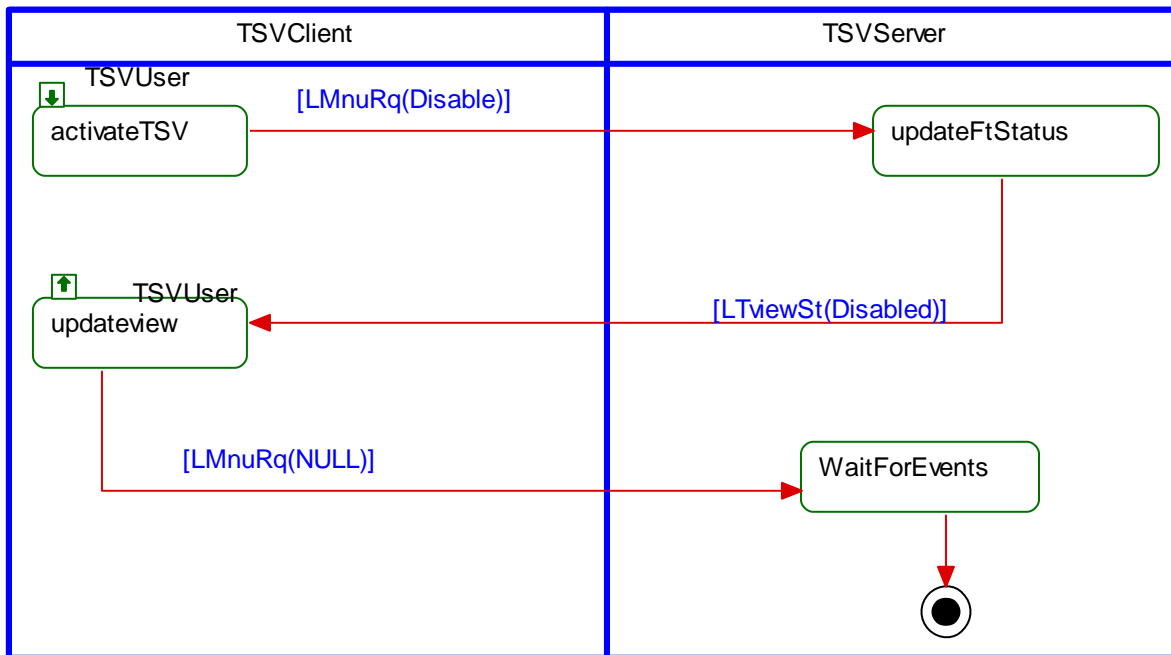 TSVClient
TSVServer
TSVUser
[LMnuRq(Disable)]
activateTSV
updateFtStatus
TSVUser
updateview
[LTviewSt(Disabled)]
[LMnuRq(NULL)]
WaitForEvents